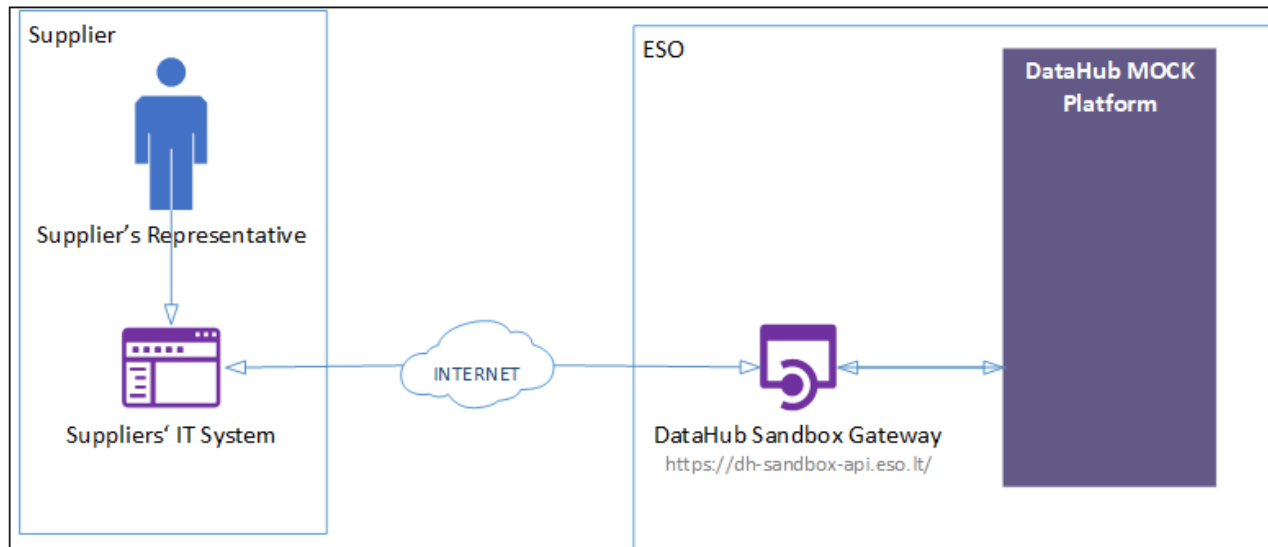 Supplier
Supplier’s Representative
Suppliers‘ IT System
INTERNET
ESO
DataHub MOCK
Platform
DataHub Sandbox Gateway
https://dh-sandbox-api.eso.lt/